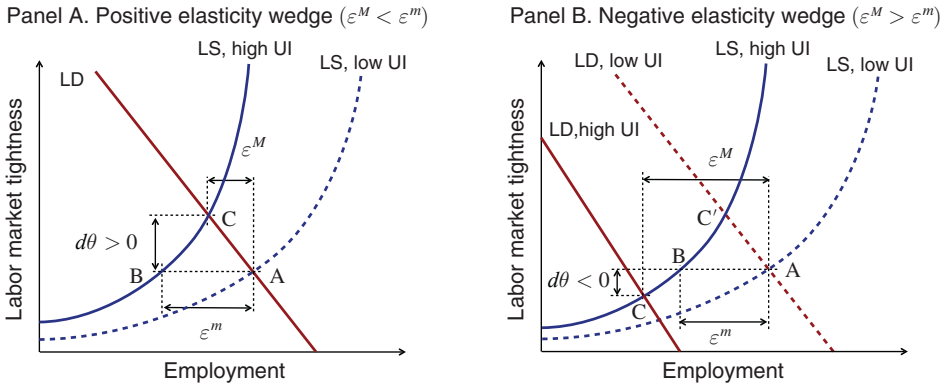 Panel A. Positive elasticity wedge (ε^M < ε^m)
LS, high UI
LS, low UI
LD
ε^M
C
dθ > 0
B
A
ε^m
Labor market tightness
Employment
Panel B. Negative elasticity wedge (ε^M > ε^m)
LS, high UI
LD, low UI
LS, low UI
LD,high UI
ε^M
C′
B
A
dθ < 0
C
ε^m
Labor market tightness
Employment